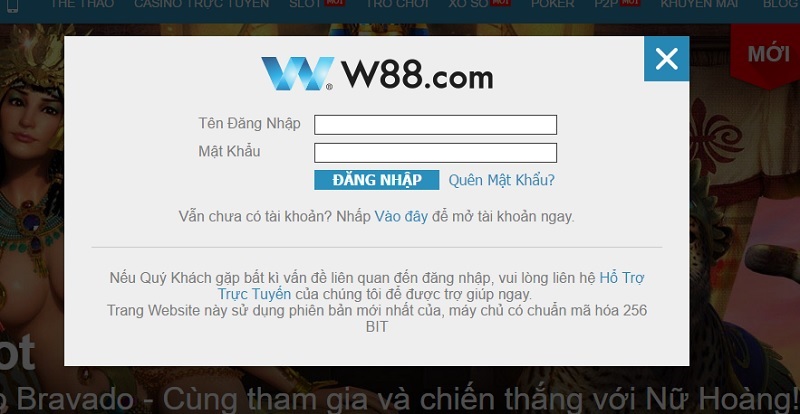 THỂ THAO CASINO TRỰC TUYẾN SLOT MỚI TRÒ CHƠI XỔ SỐ MỚI POKER P2P MỚI KHUYẾN MÃI BLOG
MỚI
W® W88.com
Tên Đăng Nhập
Mật Khẩu
ĐĂNG NHẬP Quên Mật Khẩu?
Vẫn chưa có tài khoản? Nhấp Vào đây để mở tài khoản ngay.
Nếu Quý Khách gặp bất kì vấn đề liên quan đến đăng nhập, vui lòng liên hệ Hổ Trợ
Trực Tuyến của chúng tôi để được trợ giúp ngay.
Trang Website này sử dụng phiên bản mới nhất của, máy chủ có chuẩn mã hóa 256
BIT
ot
o Bravado - Cùng tham gia và chiến thắng với Nữ Hoàng!